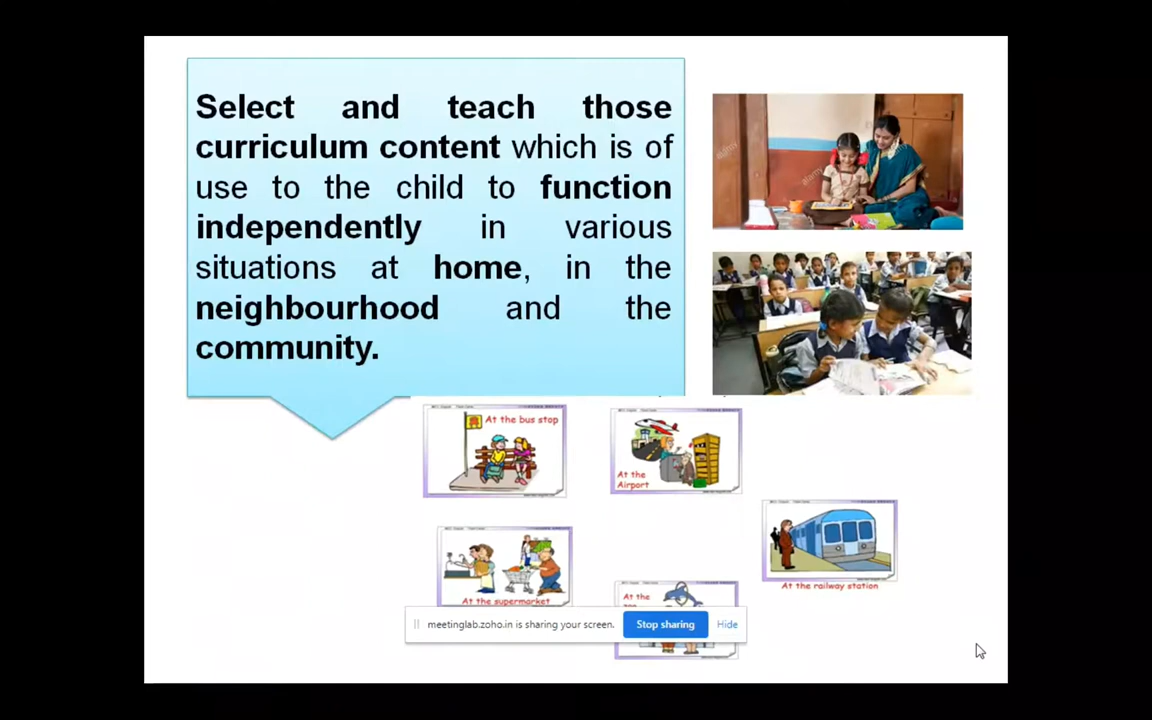 Select and teach those
curriculum content which is of
use to the child to function
independently in various
situations at home, in the
neighbourhood and the
community.
alamy
alamy
At the bus stop
At the
Airport
At the railway station
At the supermarket
At the
meetinglab.zoho.in is sharing your screen.
Stop sharing
Hide